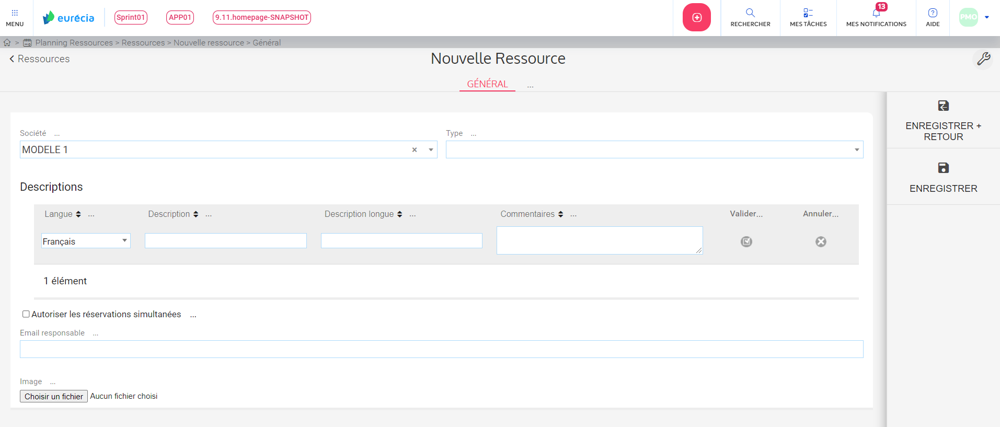 MENU
eurécia
Sprint01
APP01
9.11.homepage-SNAPSHOT
RECHERCHER
MES TÂCHES
13
MES NOTIFICATIONS
AIDE
PMO
> Planning Ressources > Ressources > Nouvelle ressource > Général
Ressources
Nouvelle Ressource
GÉNÉRAL ...
ENREGISTRER +
RETOUR
ENREGISTRER
Société ...
Type ...
MODELE 1 ×
Descriptions
Langue ... Description ... Description longue ... Commentaires ... Valider... Annuler...
Français
1 élément
Autoriser les réservations simultanées ...
Email responsable ...
Image ...
Choisir un fichier Aucun fichier choisi